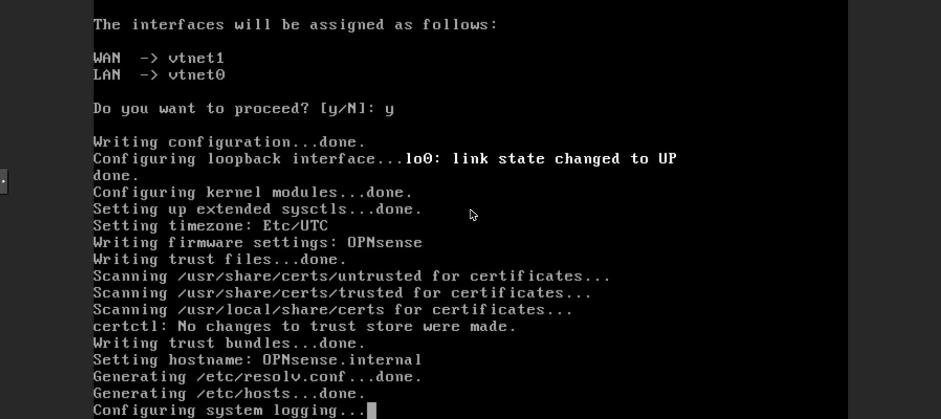 The interfaces will be assigned as follows:
WAN  -> vtnet1
LAN  -> vtnet0
Do you want to proceed? [y/N]: y
Writing configuration...done.
Configuring loopback interface...lo0: link state changed to UP
done.
Configuring kernel modules...done.
Setting up extended sysctls...done.
Setting timezone: Etc/UTC
Writing firmware settings: OPNsense
Writing trust files...done.
Scanning /usr/share/certs/untrusted for certificates...
Scanning /usr/share/certs/trusted for certificates...
Scanning /usr/local/share/certs for certificates...
certctl: No changes to trust store were made.
Writing trust bundles...done.
Setting hostname: OPNsense.internal
Generating /etc/resolv.conf...done.
Generating /etc/hosts...done.
Configuring system logging...